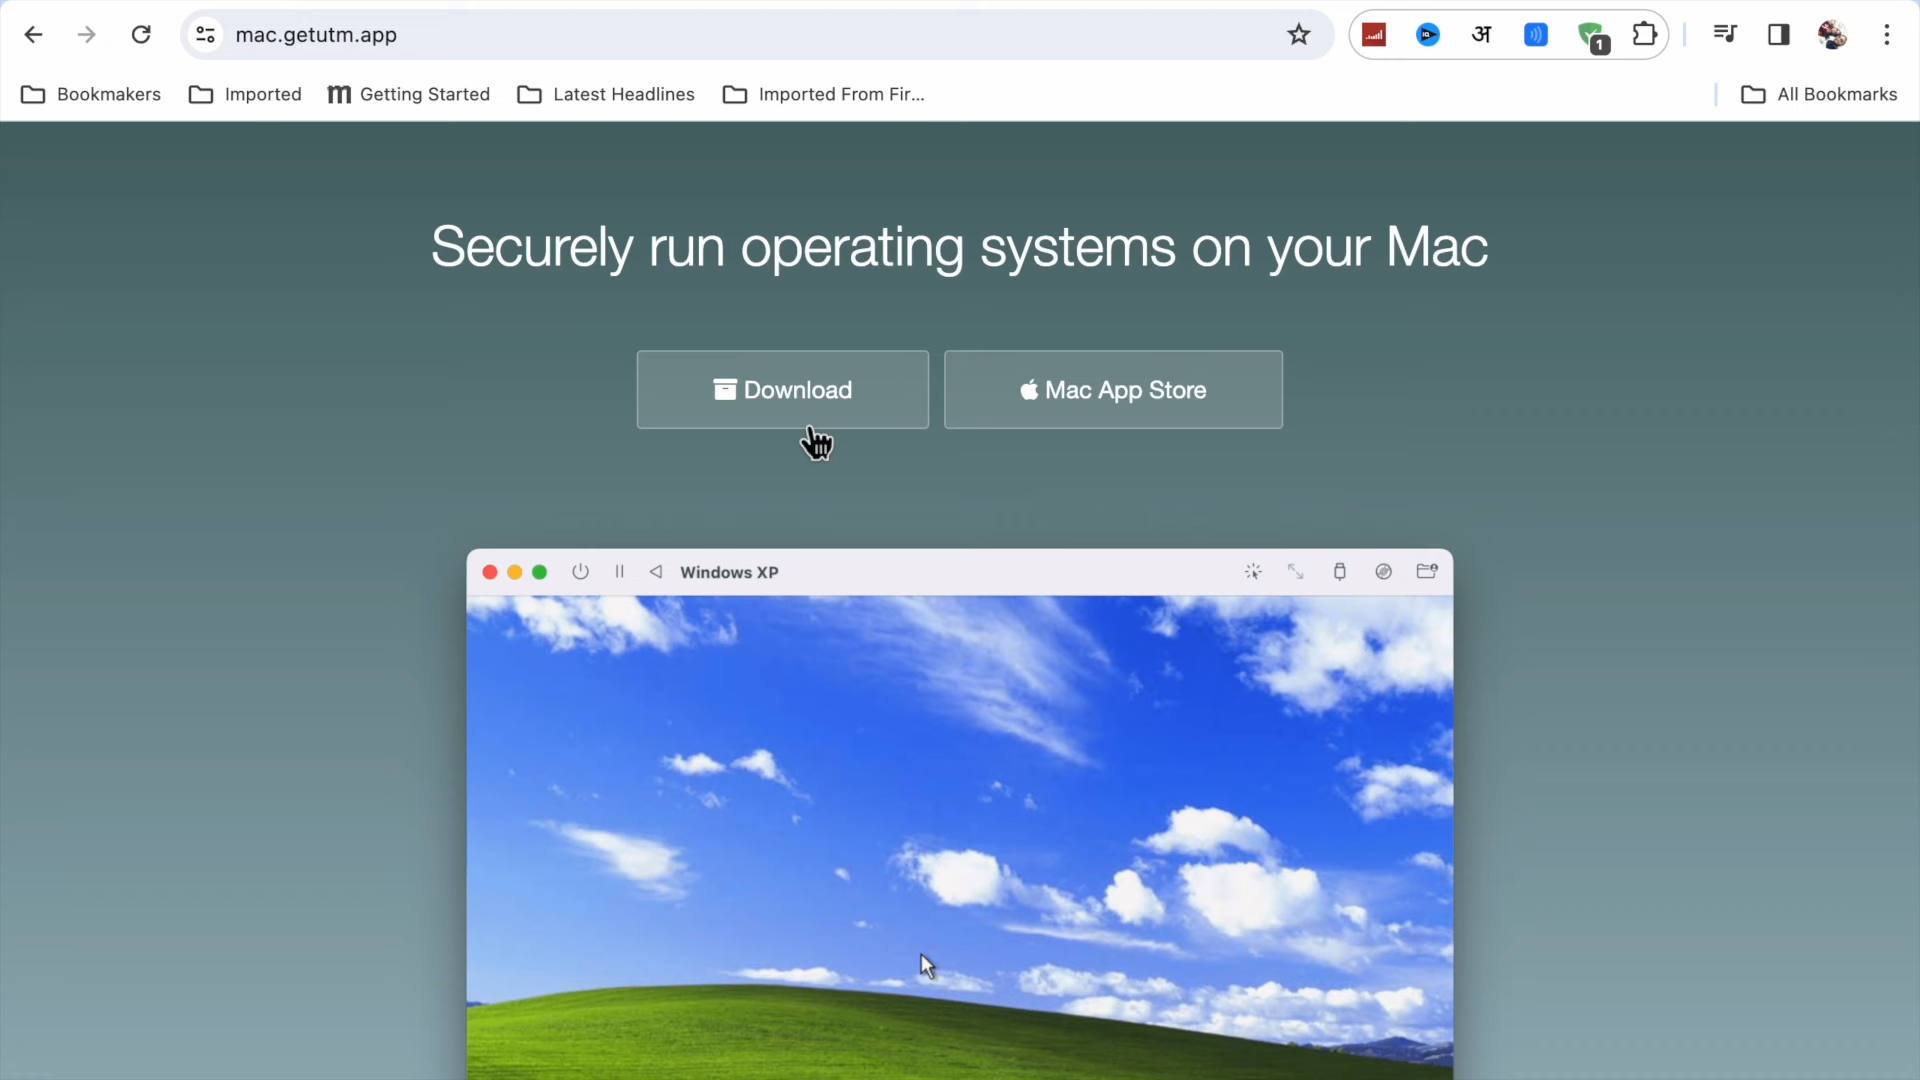 mac.getutm.app
अ
1
Bookmakers
Imported
Getting Started
Latest Headlines
Imported From Fir...
All Bookmarks
Securely run operating systems on your Mac
Download
Mac App Store
Windows XP